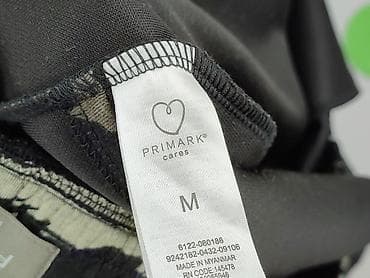 PRIMARK®
cares
M
6122-080186
9242182-0432-09106
MADE IN MYANMAR
RN CODE 145478